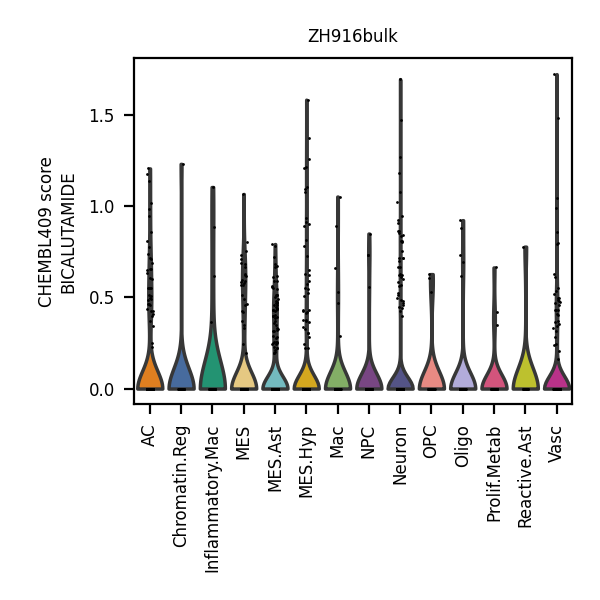 ZH916bulk
CHEMBL409 score
BICALUTAMIDE
1.5
1.0
0.5
0.0
AC
Chromatin.Reg
Inflammatory.Mac
MES
MES.Ast
MES.Hyp
Mac
NPC
Neuron
OPC
Oligo
Prolif.Metab
Reactive.Ast
Vasc